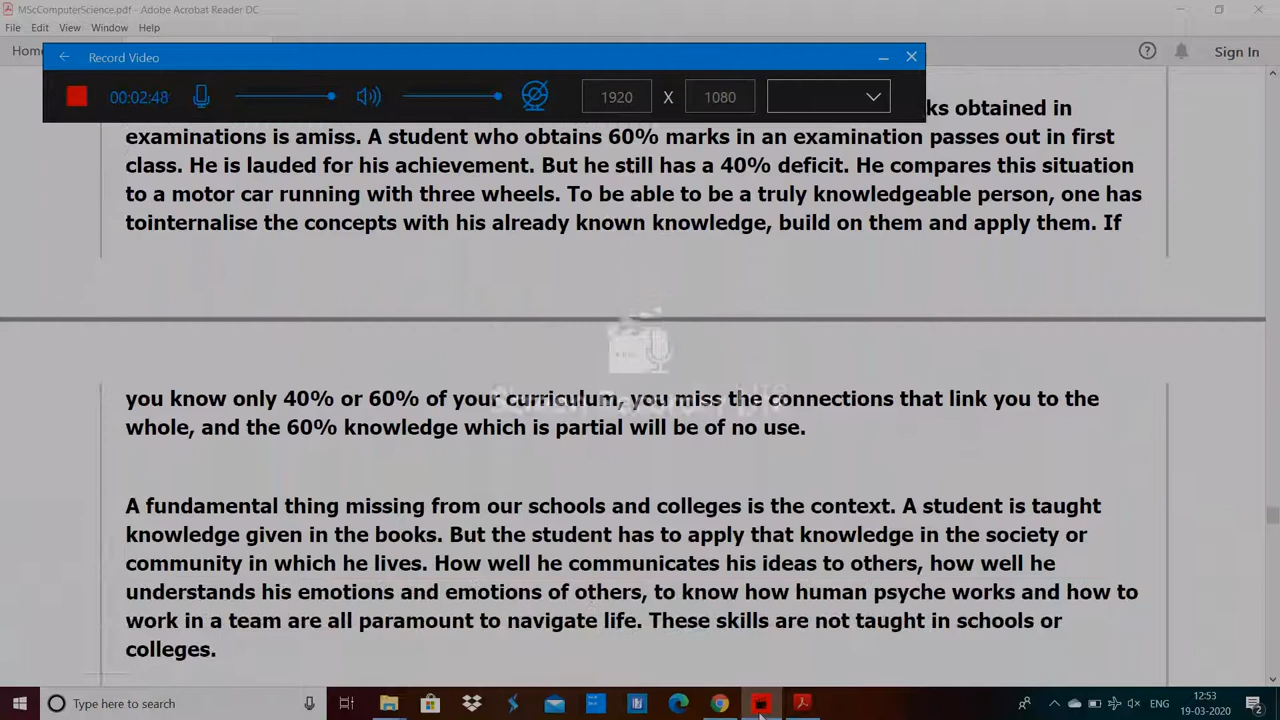 MScComputerScience.pdf - Adobe Acrobat Reader DC
File Edit View Window Help
Home
Sign In
Record Video
00:02:48
1920 X 1080
ks obtained in
examinations is amiss. A student who obtains 60% marks in an examination passes out in first
class. He is lauded for his achievement. But he still has a 40% deficit. He compares this situation
to a motor car running with three wheels. To be able to be a truly knowledgeable person, one has
tointernalise the concepts with his already known knowledge, build on them and apply them. If
you know only 40% or 60% of your curriculum, you miss the connections that link you to the
whole, and the 60% knowledge which is partial will be of no use.
A fundamental thing missing from our schools and colleges is the context. A student is taught
knowledge given in the books. But the student has to apply that knowledge in the society or
community in which he lives. How well he communicates his ideas to others, how well he
understands his emotions and emotions of others, to know how human psyche works and how to
work in a team are all paramount to navigate life. These skills are not taught in schools or
colleges.
Type here to search
ENG
12:53
19-03-2020
2